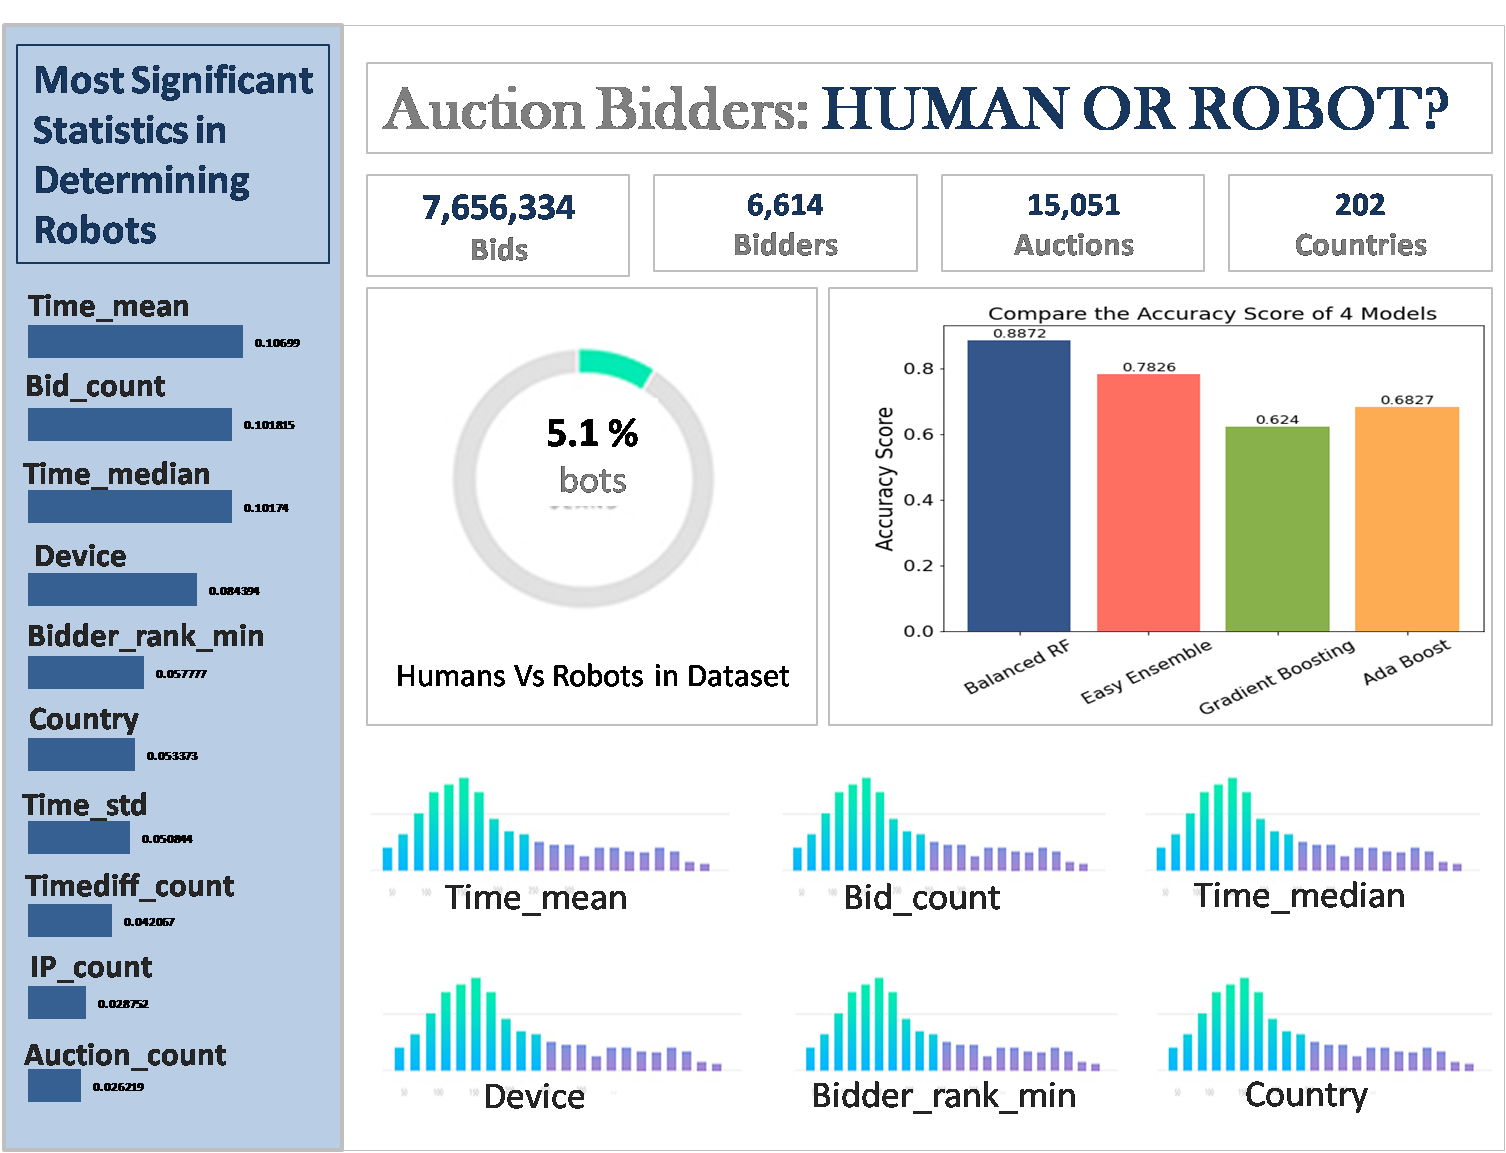 Most Significant
Statistics in
Determining
Robots
Time_mean
0.10699
Bid_count
0.101815
Time_median
0.10174
Device
0.084394
Bidder_rank_min
0.057777
Country
0.053373
Time_std
0.050844
Timediff_count
0.042067
IP_count
0.028752
Auction_count
0.026219
Auction Bidders: HUMAN OR ROBOT?
7,656,334
Bids
6,614
Bidders
15,051
Auctions
202
Countries
5.1 %
bots
Humans Vs Robots in Dataset
Compare the Accuracy Score of 4 Models
Accuracy Score
0.8
0.6
0.4
0.2
0.0
0.8872
0.7826
0.624
0.6827
Balanced RF
Easy Ensemble
Gradient Boosting
Ada Boost
Time_mean
Bid_count
Time_median
Device
Bidder_rank_min
Country